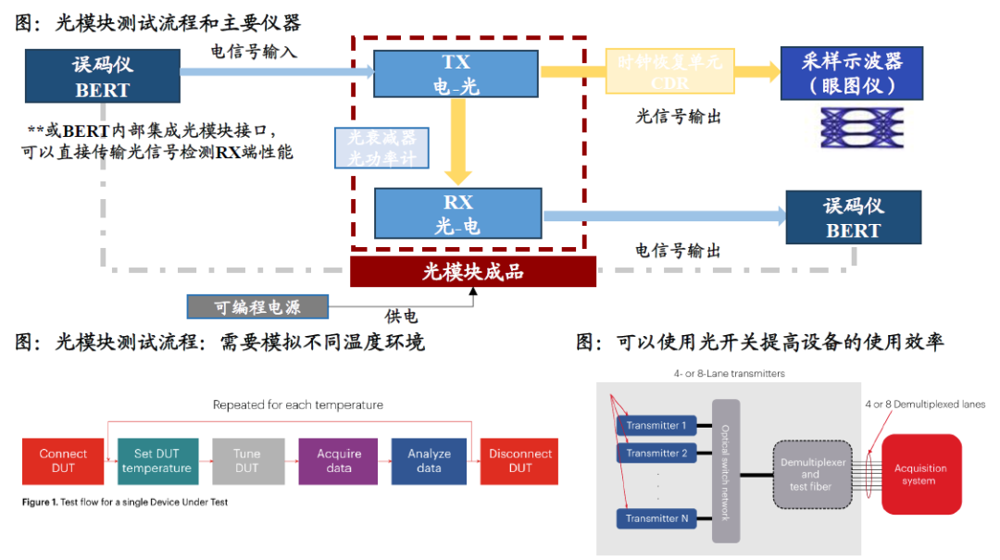 图：光模块测试流程和主要仪器
误码仪
BERT
电信号输入
TX
电-光
时钟恢复单元
CDR
采样示波器
（眼图仪）
光信号输出
**或BERT内部集成光模块接口，
可以直接传输光信号检测RX端性能
光衰减器
光功率计
RX
光-电
误码仪
BERT
电信号输出
光模块成品
可编程电源
供电
图：光模块测试流程：需要模拟不同温度环境
Repeated for each temperature
Connect
DUT
Set DUT
temperature
Tune
DUT
Acquire
data
Analyze
data
Disconnect
DUT
Figure 1. Test flow for a single Device Under Test
图：可以使用光开关提高设备的使用效率
4- or 8-Lane transmitters
4 or 8 Demultiplexed lanes
Transmitter 1
Transmitter 2
Transmitter N
Optical switch network
Demultiplexer
and
test fiber
Acquisition
system